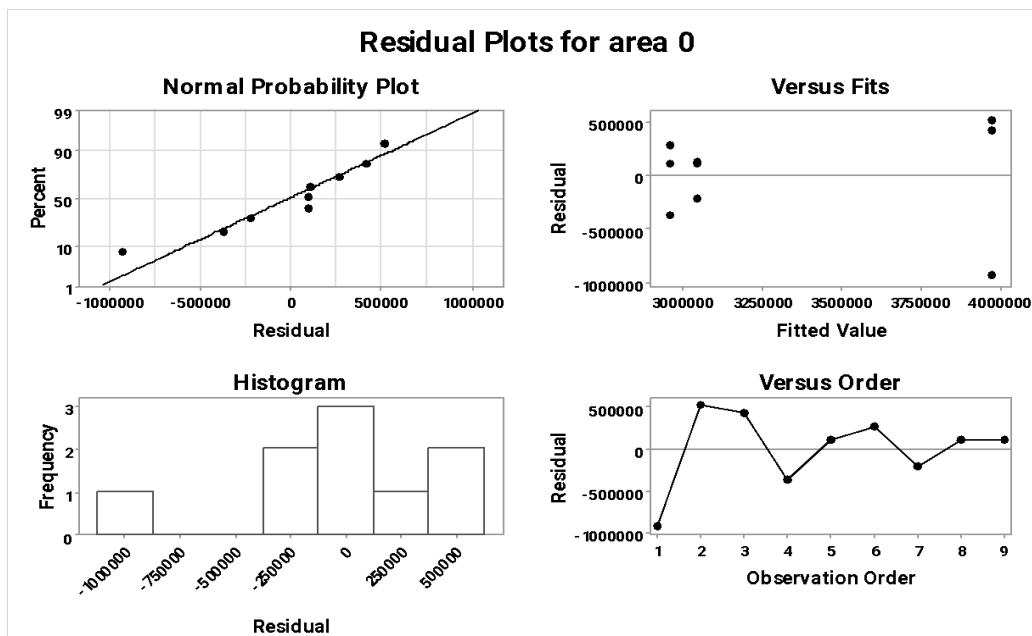 Residual Plots for area 0
Normal Probability Plot
99
90
50
10
1
Percent
-1000000 -500000 0 500000 1000000
Residual
Versus Fits
500000
0
-500000
-1000000
Residual
3000000 3250000 3500000 3750000 4000000
Fitted Value
Histogram
3
2
1
0
Frequency
-1000000 -750000 -500000 -250000 0 250000 500000
Residual
Versus Order
500000
0
-500000
-1000000
Residual
1 2 3 4 5 6 7 8 9
Observation Order